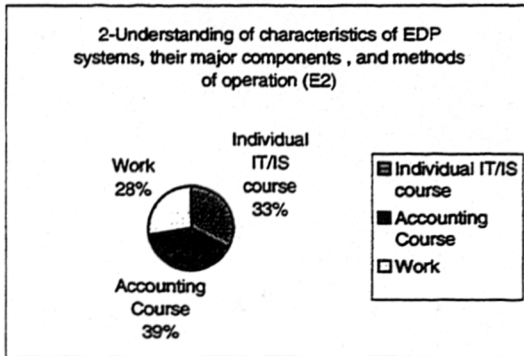 2-Understanding of characteristics of EDP
systems, their major components , and methods
of operation (E2)
Individual
IT/IS
course
33%
Work
28%
Accounting
Course
39%
Individual IT/IS
course
Accounting
Course
Work